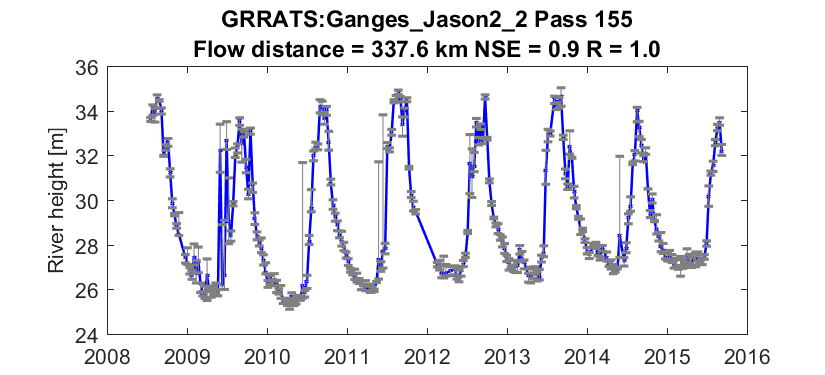 GRRATS:Ganges_Jason2_2 Pass 155
Flow distance = 337.6 km NSE = 0.9 R = 1.0
River height [m]
36
34
32
30
28
26
24
2008 2009 2010 2011 2012 2013 2014 2015 2016